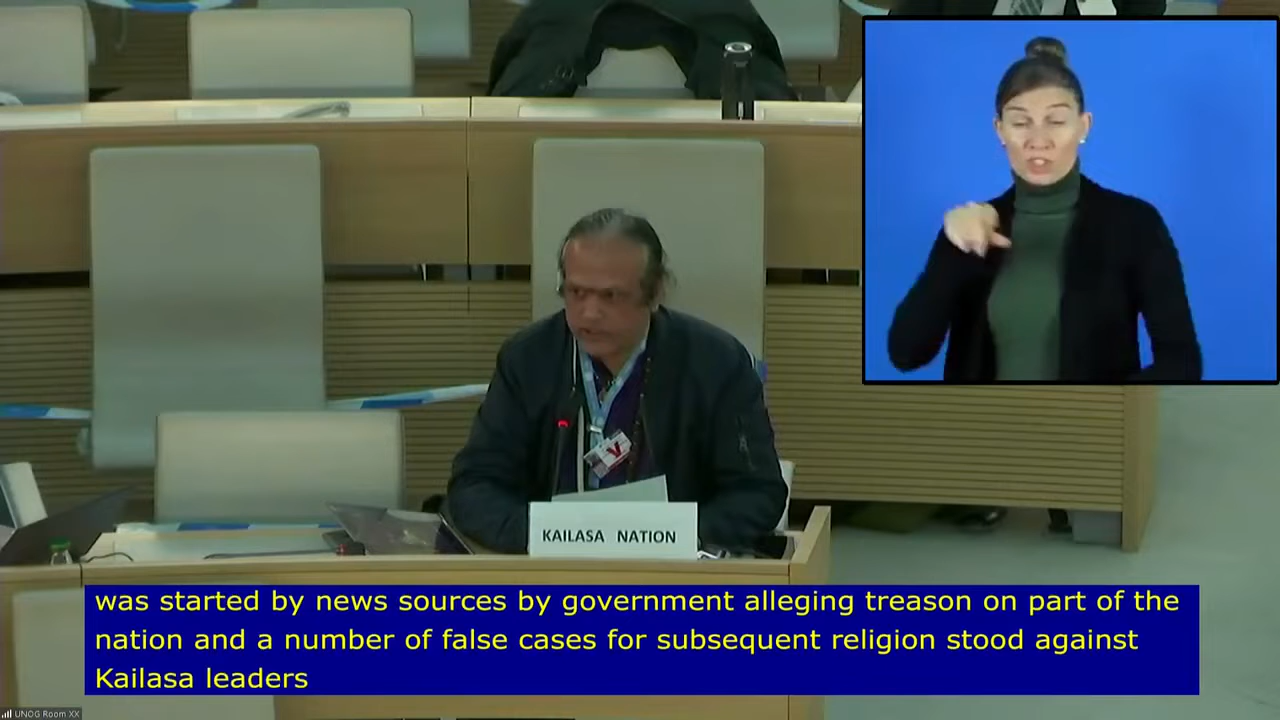 KAILASA NATION
was started by news sources by government alleging treason on part of the
nation and a number of false cases for subsequent religion stood against
Kailasa leaders
UNOG Room XX